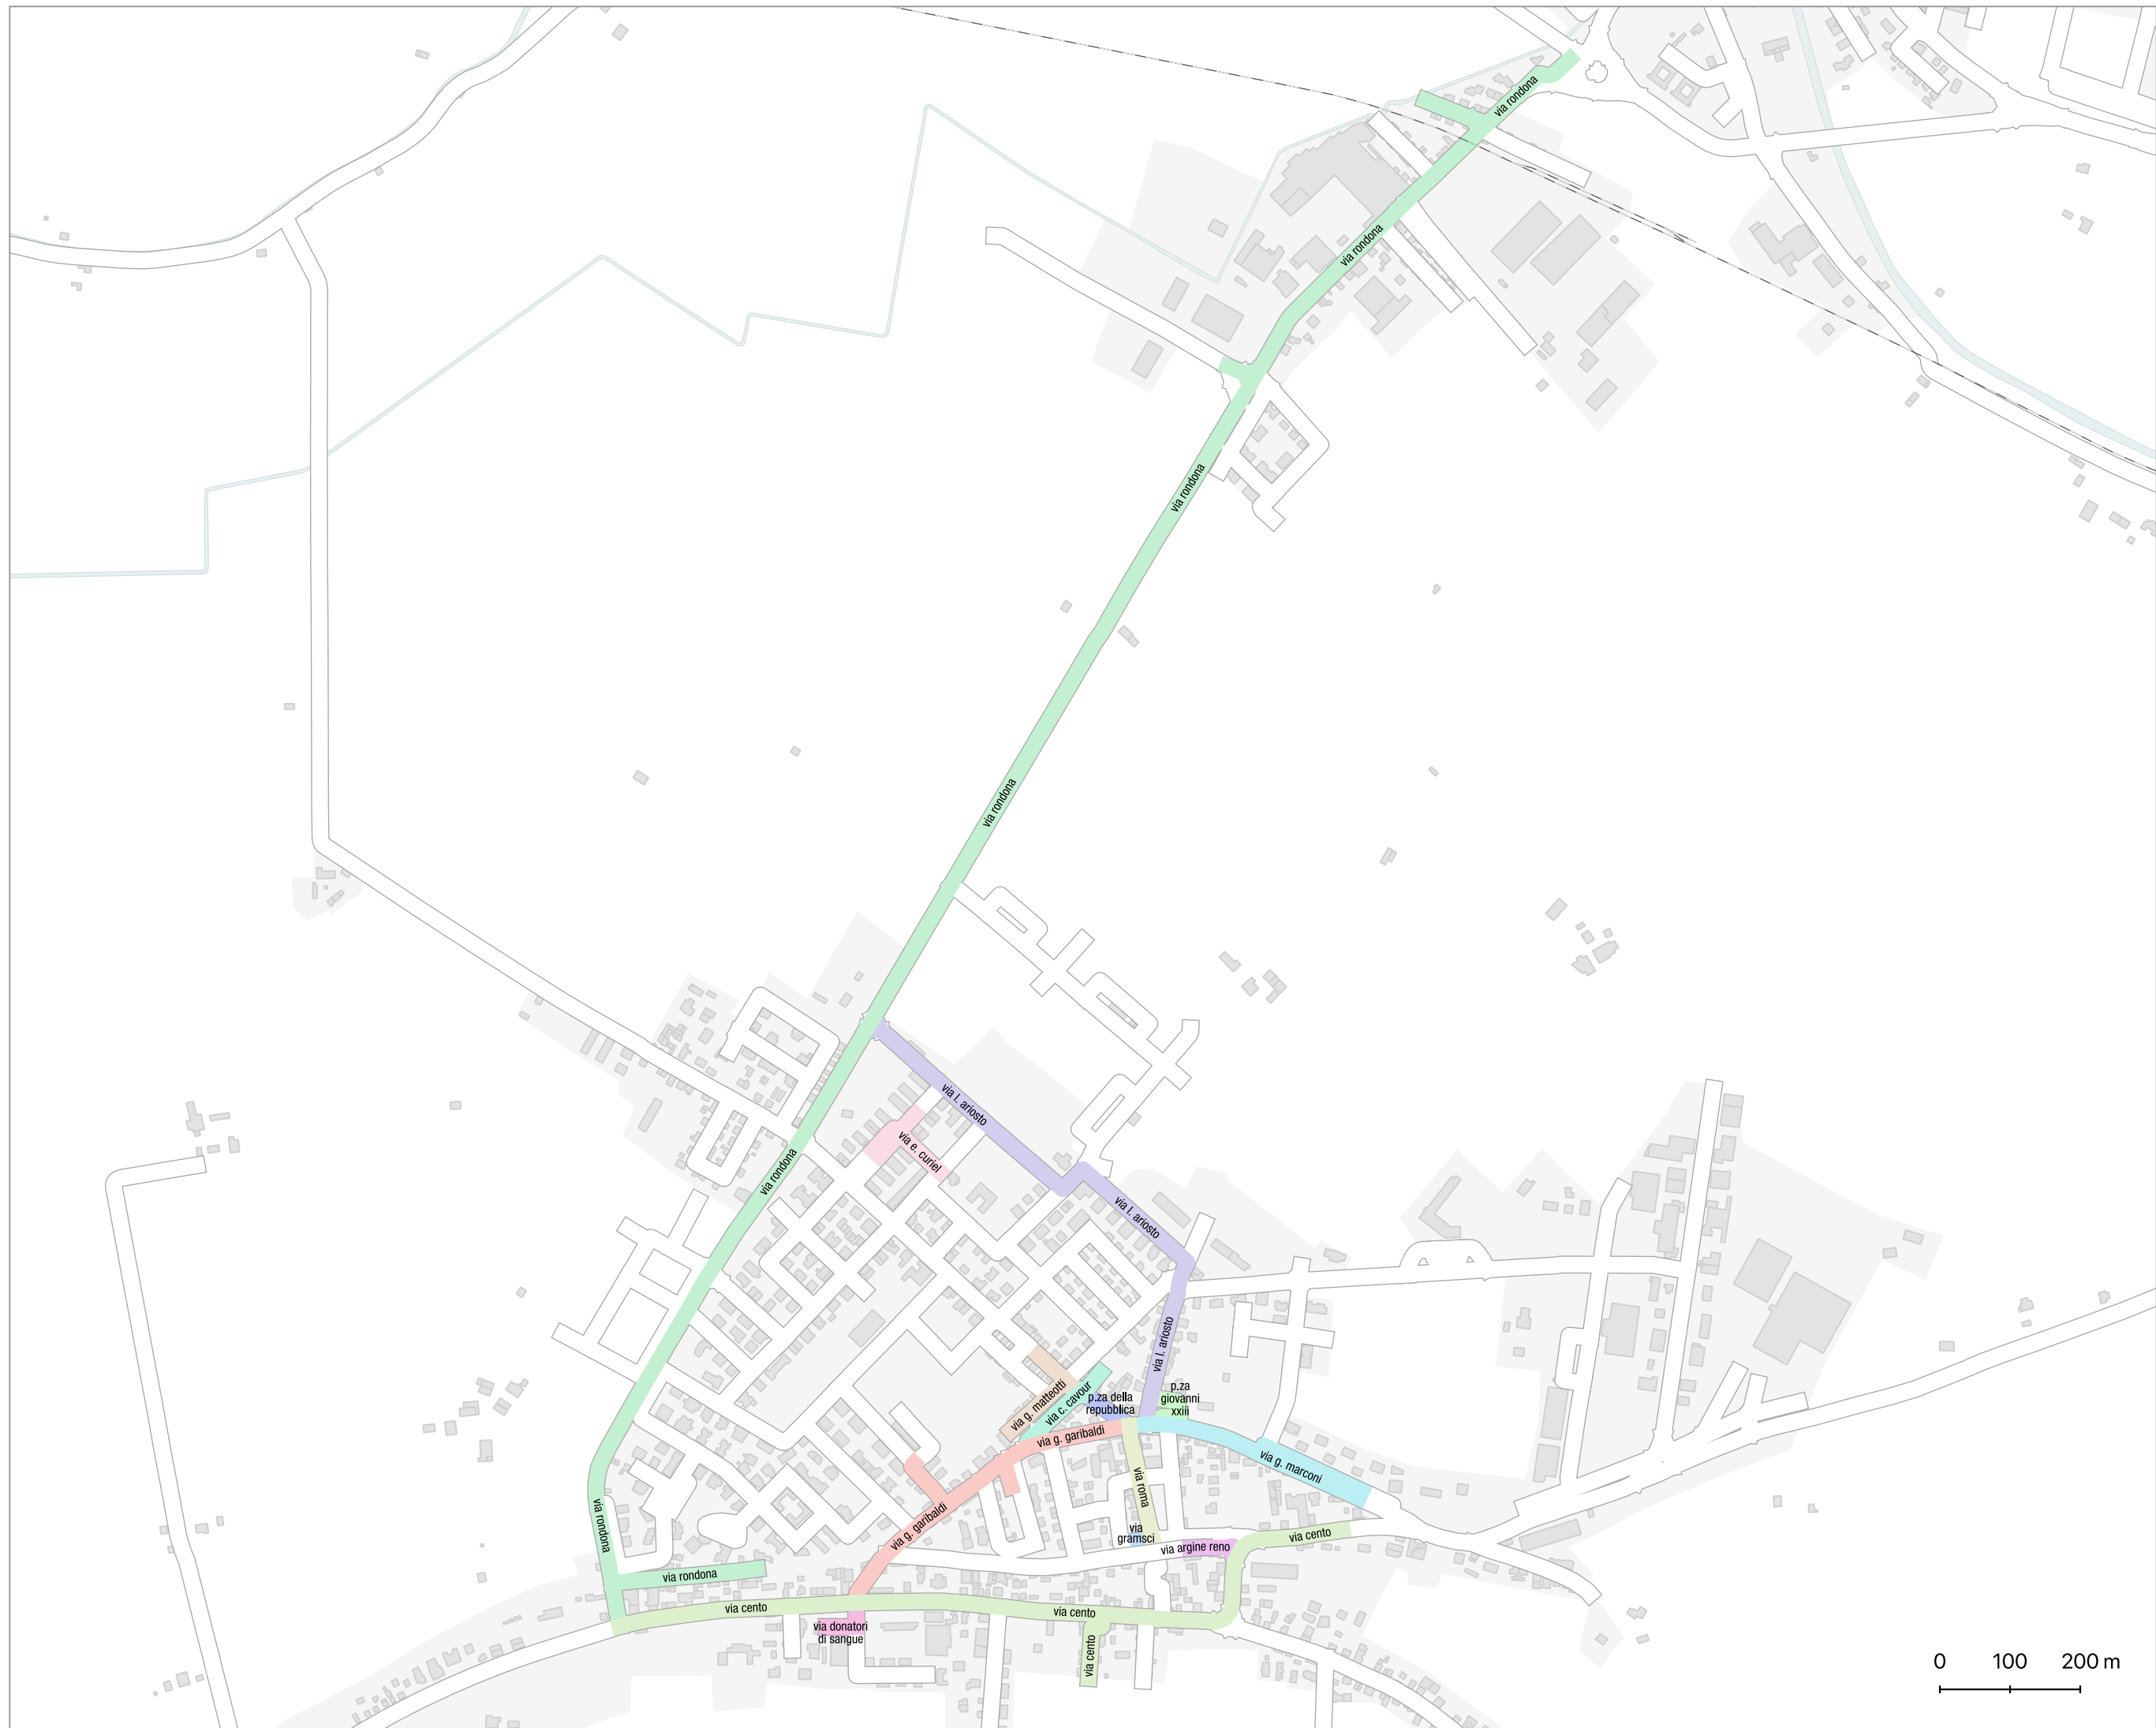 via rondona
via rondona
via rondona
via rondona
via l. ariosto
via e. curiel
via rondona
via l. ariosto
via l. ariosto
via g. matteotti
via c. cavour
p.za della
repubblica
p.za
giovanni
xxiii
via g. garibaldi
via g. marconi
via roma
via rondona
via g. garibaldi
via
gramsci
via cento
via argine reno
via rondona
via cento
via cento
via donatori
di sangue
via cento
0 100 200 m